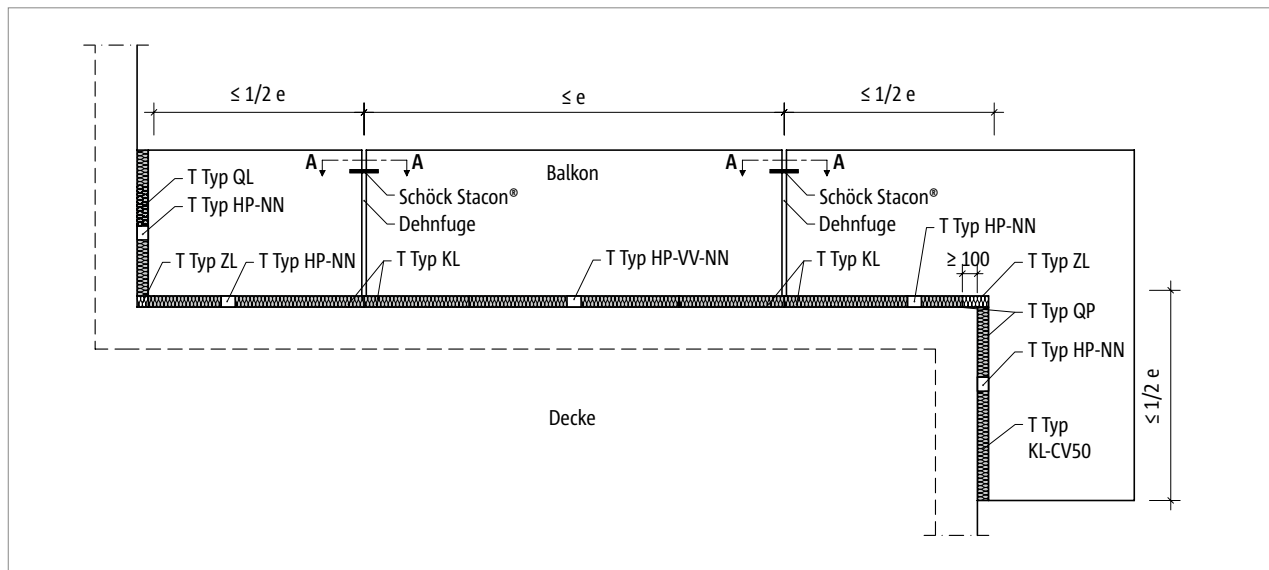 ≤ 1/2 e
≤ e
≤ 1/2 e
A
A
Balkon
A
A
T Typ QL
Schöck Stacon®
Schöck Stacon®
T Typ HP-NN
Dehnfuge
Dehnfuge
T Typ HP-NN
≥ 100
T Typ ZL
T Typ HP-NN
T Typ KL
T Typ HP-VV-NN
T Typ KL
T Typ ZL
T Typ QP
T Typ HP-NN
≤ 1/2 e
Decke
T Typ
KL-CV50